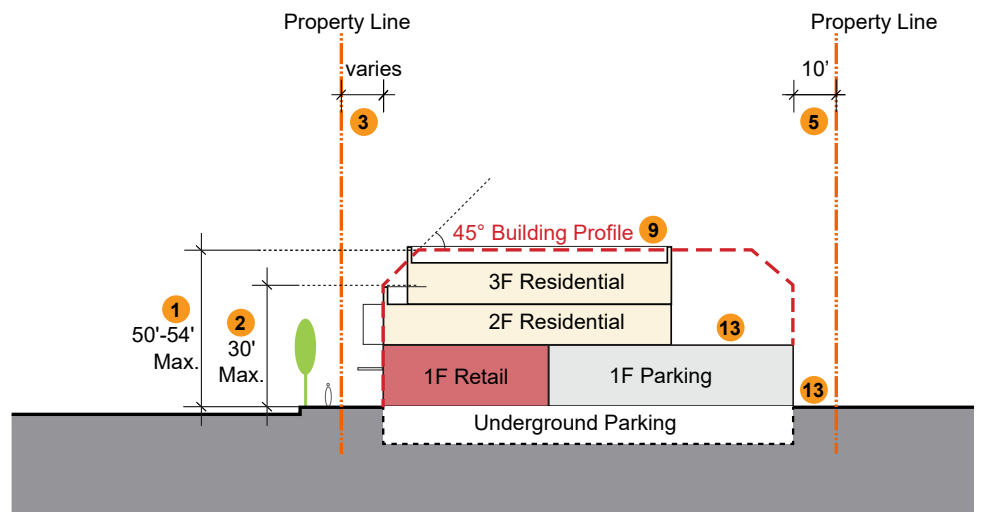 Property Line
Property Line
varies
10’
3
5
45° Building Profile
9
3F Residential
1
2
2F Residential
13
50'-54'
Max.
30'
Max.
1F Retail
1F Parking
13
Underground Parking